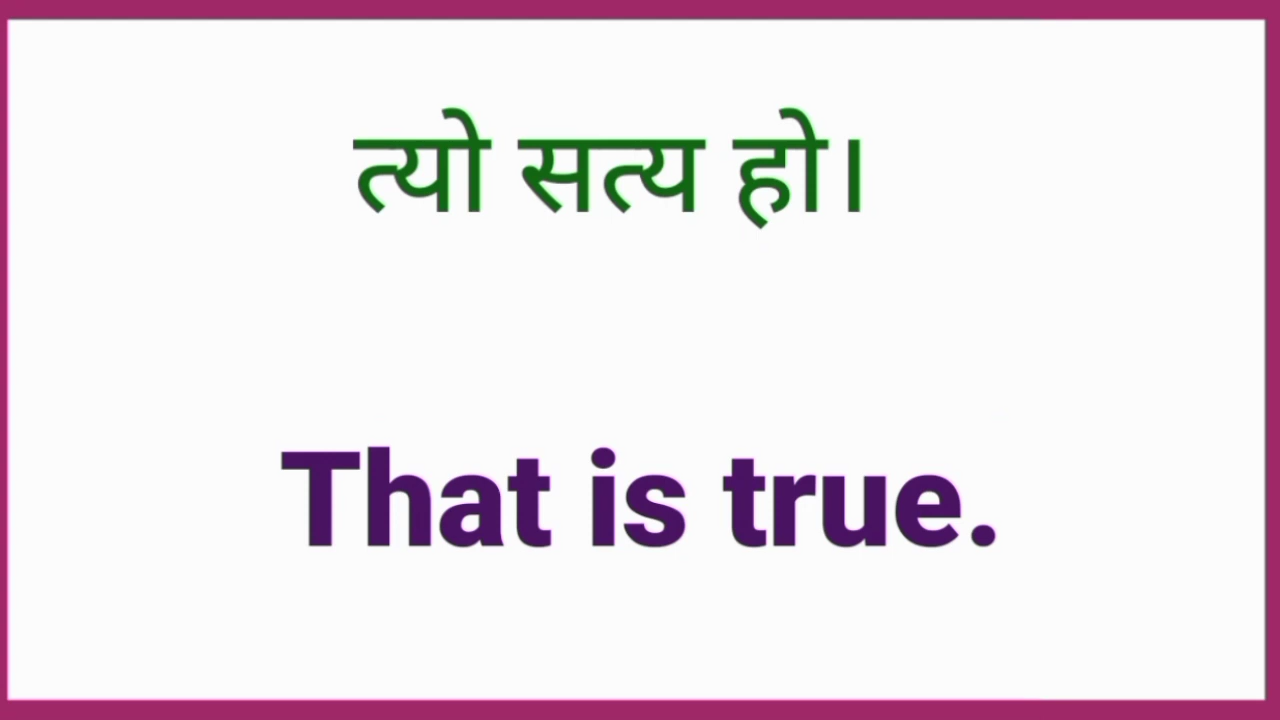 त्यो सत्य हो।
That is true.